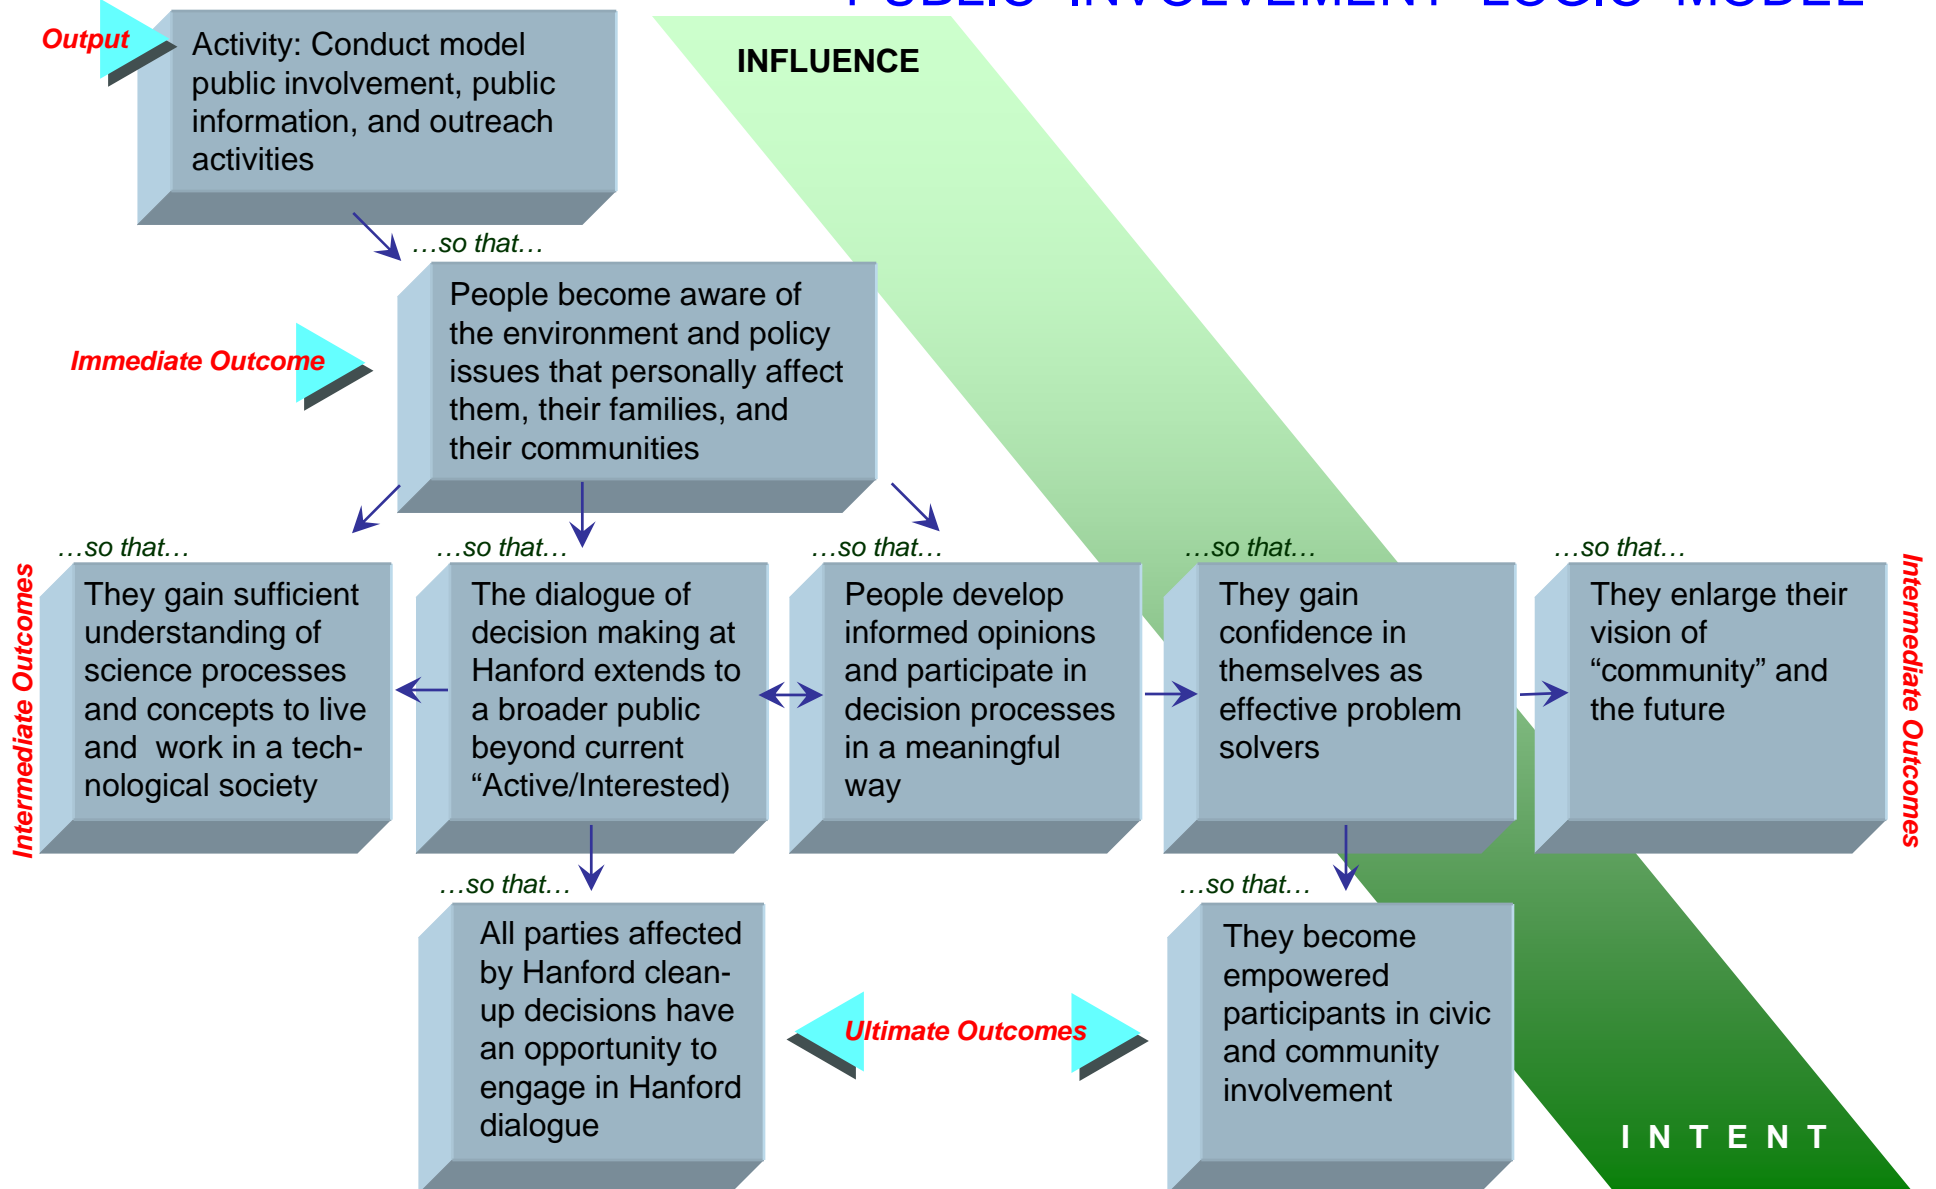 PUBLIC INVOLVEMENT LOGIC MODEL
Output
Activity: Conduct model
public involvement, public
information, and outreach
activities
INFLUENCE
…so that…
People become aware of
the environment and policy
issues that personally affect
them, their families, and
their communities
Immediate Outcome
Intermediate Outcomes
…so that…
They gain sufficient
understanding of
science processes
and concepts to live
and work in a tech-
nological society
…so that…
The dialogue of
decision making at
Hanford extends to
a broader public
beyond current
“Active/Interested)
…so that…
People develop
informed opinions
and participate in
decision processes
in a meaningful
way
…so that…
They gain
confidence in
themselves as
effective problem
solvers
…so that…
They enlarge their
vision of
“community” and
the future
Intermediate Outcomes
…so that…
All parties affected
by Hanford clean-
up decisions have
an opportunity to
engage in Hanford
dialogue
Ultimate Outcomes
…so that…
They become
empowered
participants in civic
and community
involvement
INTENT